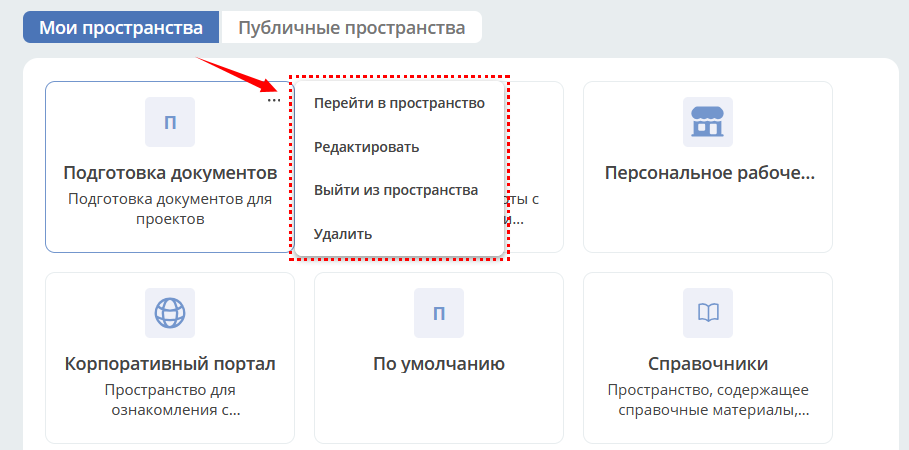 Мои пространства
Публичные пространства
...
П
Подготовка документов
Подготовка документов для
проектов
Перейти в пространство
Редактировать
Выйти из пространства
Удалить
с
Персональное рабоче...
Корпоративный портал
Пространство для
ознакомления с...
П
По умолчанию
Справочники
Пространство, содержащее
справочные материалы,...